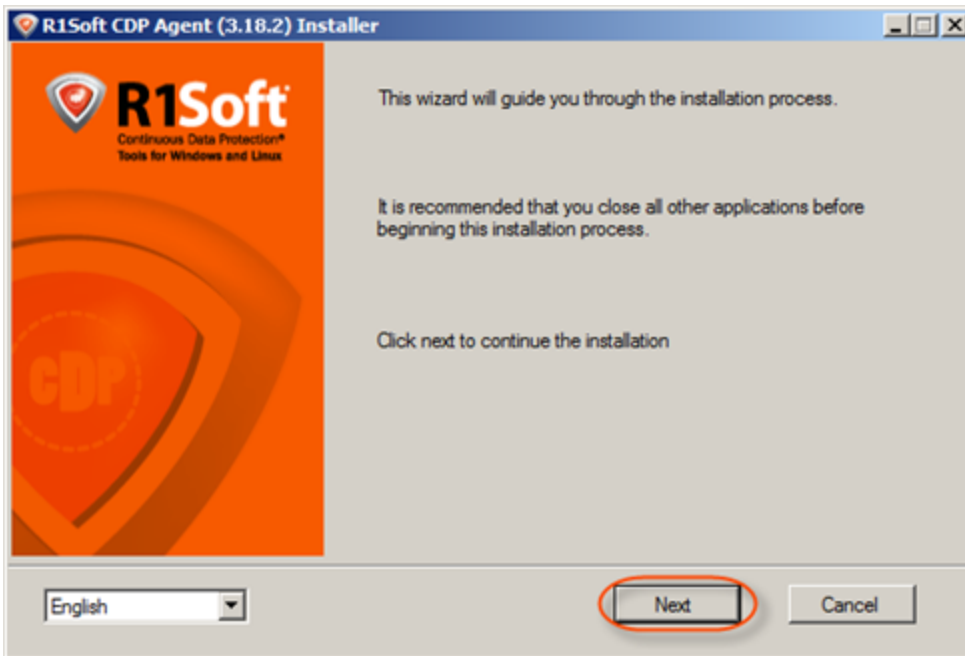 R1Soft CDP Agent (3.18.2) Installer
R1Soft
Continuous Data Protection®
Tools for Windows and Linux
CDP
This wizard will guide you through the installation process.
It is recommended that you close all other applications before
beginning this installation process.
Click next to continue the installation
English
Next
Cancel